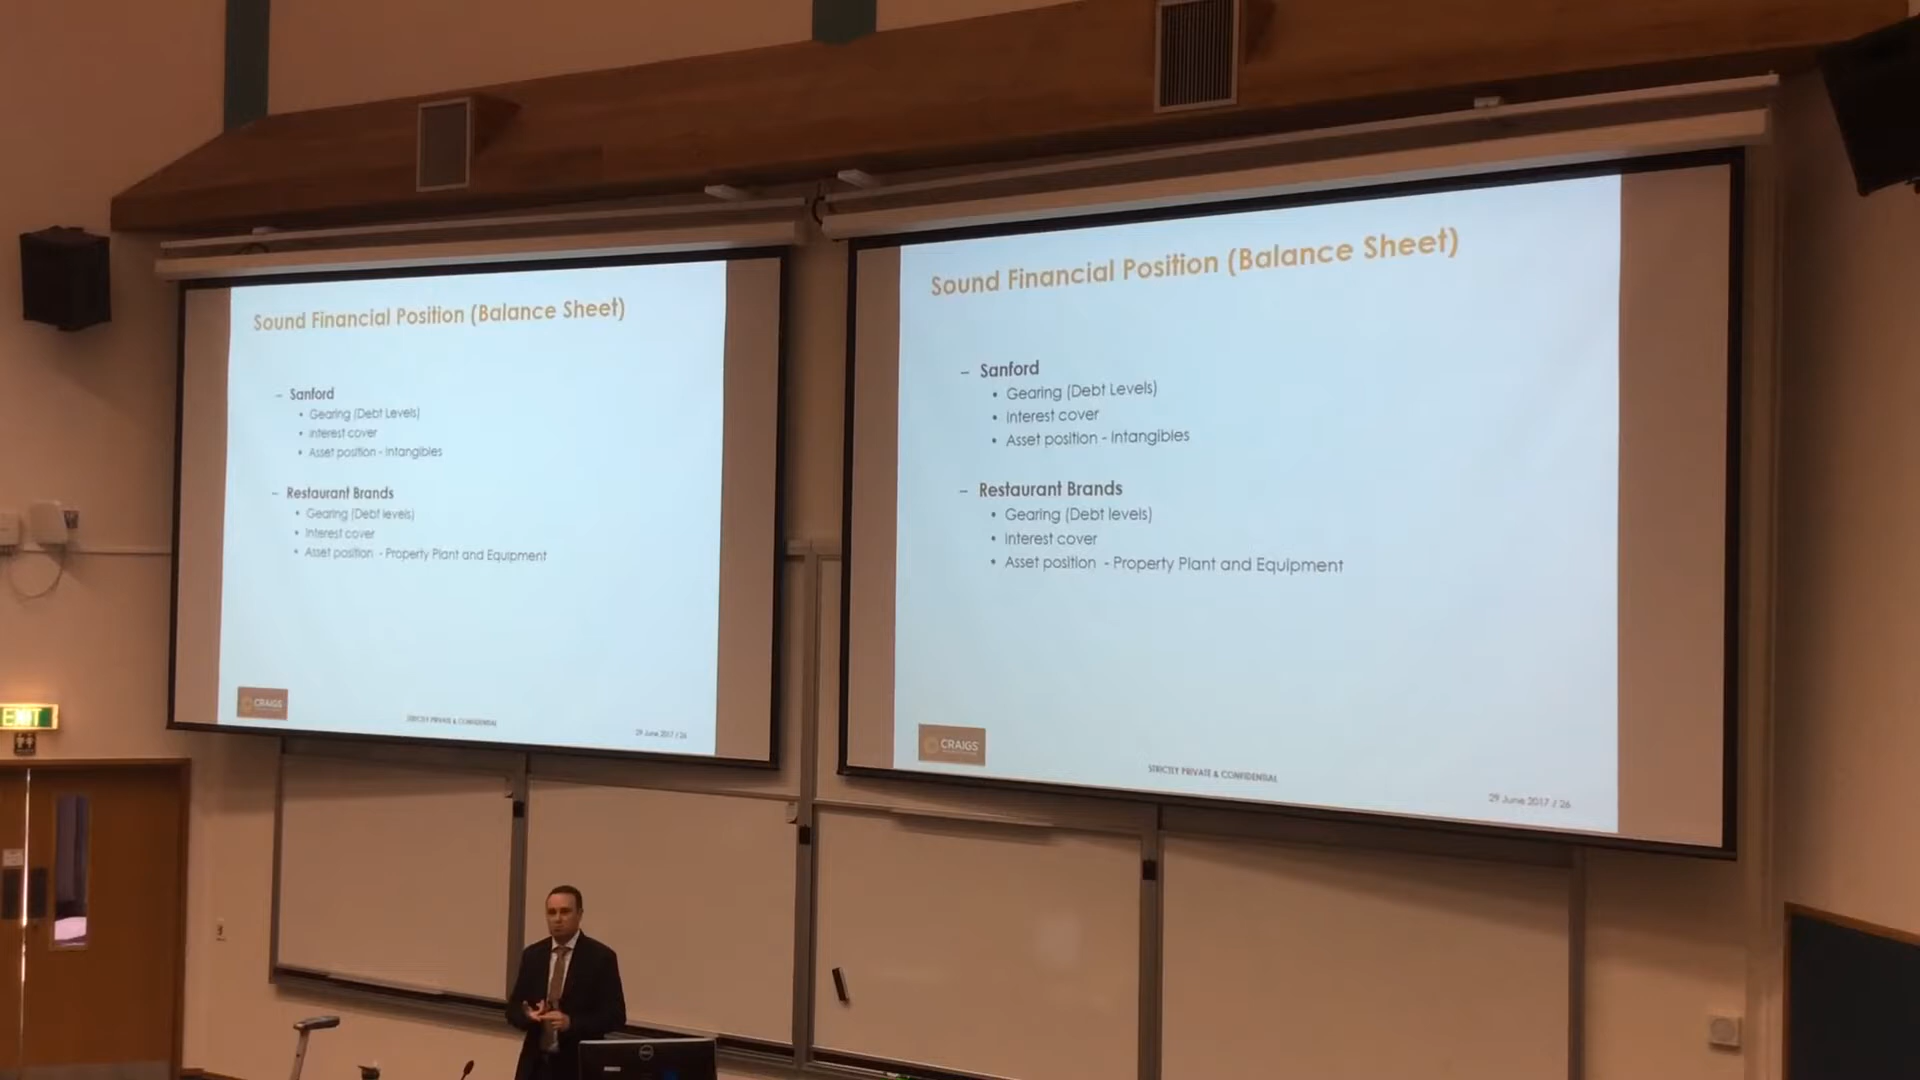 Sound Financial Position (Balance Sheet)
– Sanford
• Gearing (Debt Levels)
• Interest cover
• Asset position - Intangibles
– Restaurant Brands
• Gearing (Debt levels)
• Interest cover
• Asset position - Property Plant and Equipment
CRAIGS
STRICTLY PRIVATE & CONFIDENTIAL
29 June 2017 / 26
Sound Financial Position (Balance Sheet)
– Sanford
• Gearing (Debt Levels)
• Interest cover
• Asset position - Intangibles
– Restaurant Brands
• Gearing (Debt levels)
• Interest cover
• Asset position - Property Plant and Equipment
CRAIGS
STRICTLY PRIVATE & CONFIDENTIAL
29 June 2017 / 26
EXIT
DELL